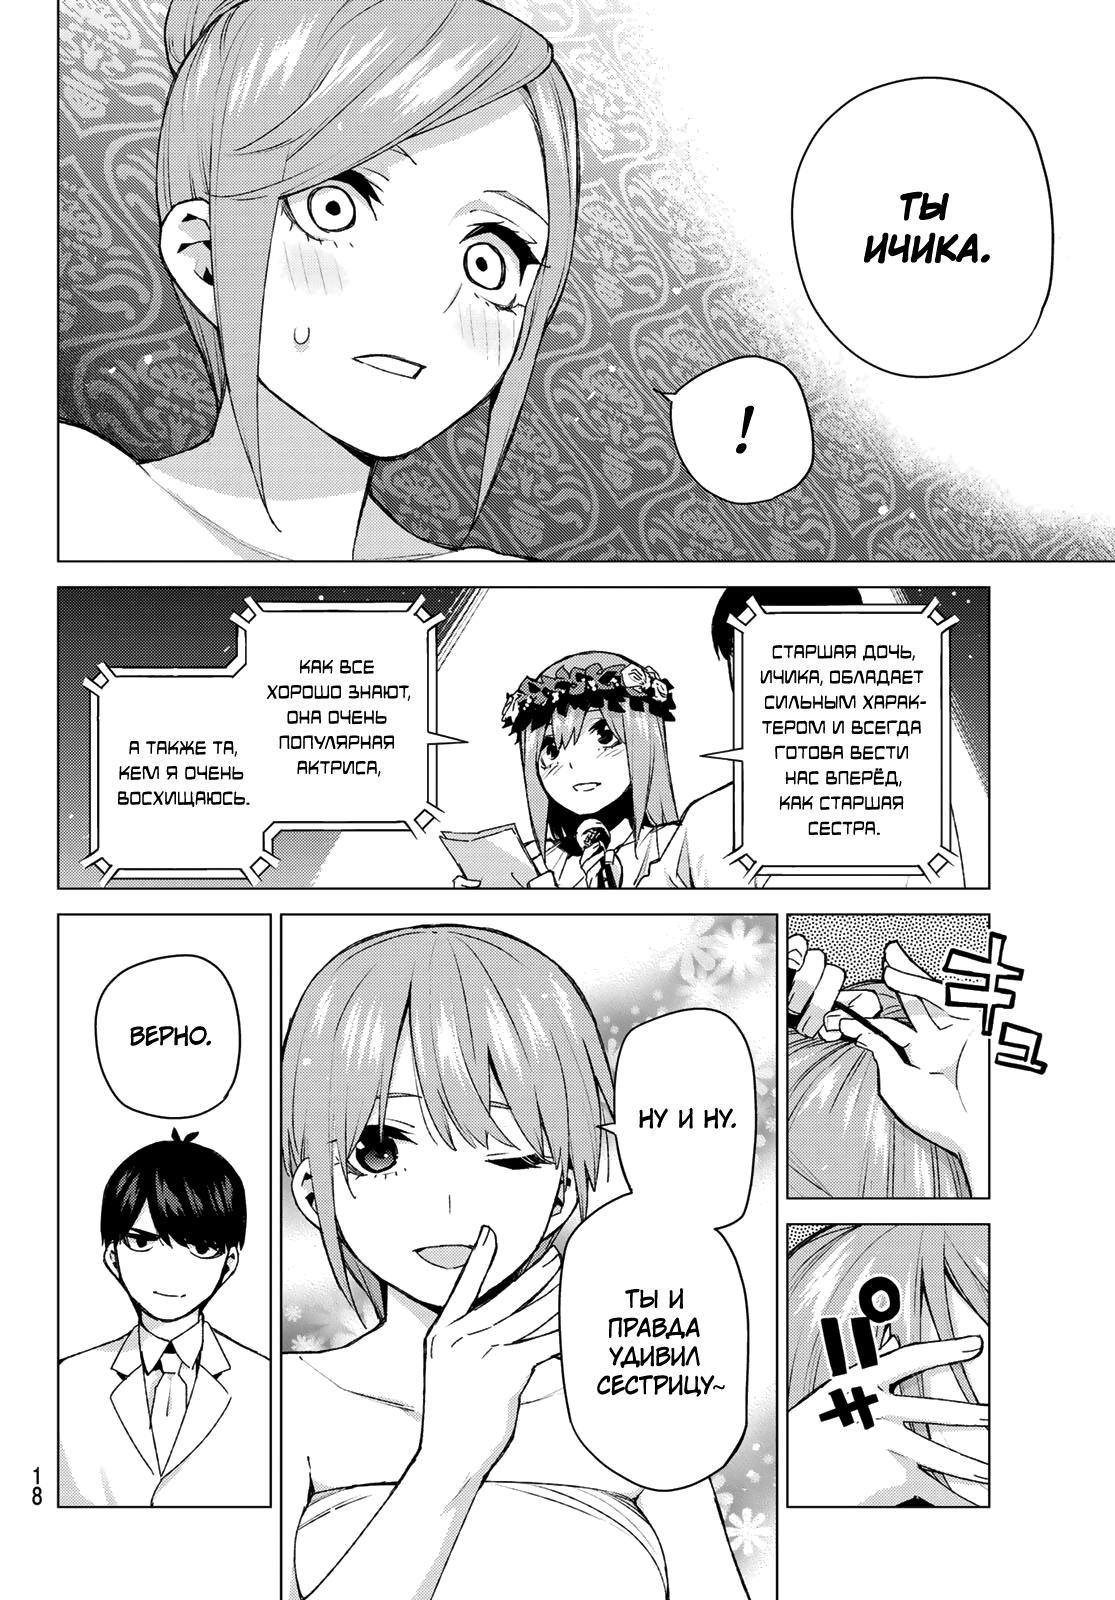 ТЫ
ИЧИКА.
!
СТАРШАЯ ДОЧЬ,
ИЧИКА, ОБЛАДАЕТ
СИЛЬНЫМ ХАРАК-
ТЕРОМ И ВСЕГДА
ГОТОВА ВЕСТИ
НАС ВПЕРЁД,
КАК СТАРШАЯ
СЕСТРА.
КАК ВСЕ
ХОРОШО ЗНАЮТ,
ОНА ОЧЕНЬ
ПОПУЛЯРНАЯ
АКТРИСА,
А ТАКЖЕ ТА,
КЕМ Я ОЧЕНЬ
ВОСХИЩАЮСЬ.
キュ
パサ
НУ И НУ.
ТЫ И
ПРАВДА
УДИВИЛ
СЕСТРИЦУ~
ВЕРНО.
18